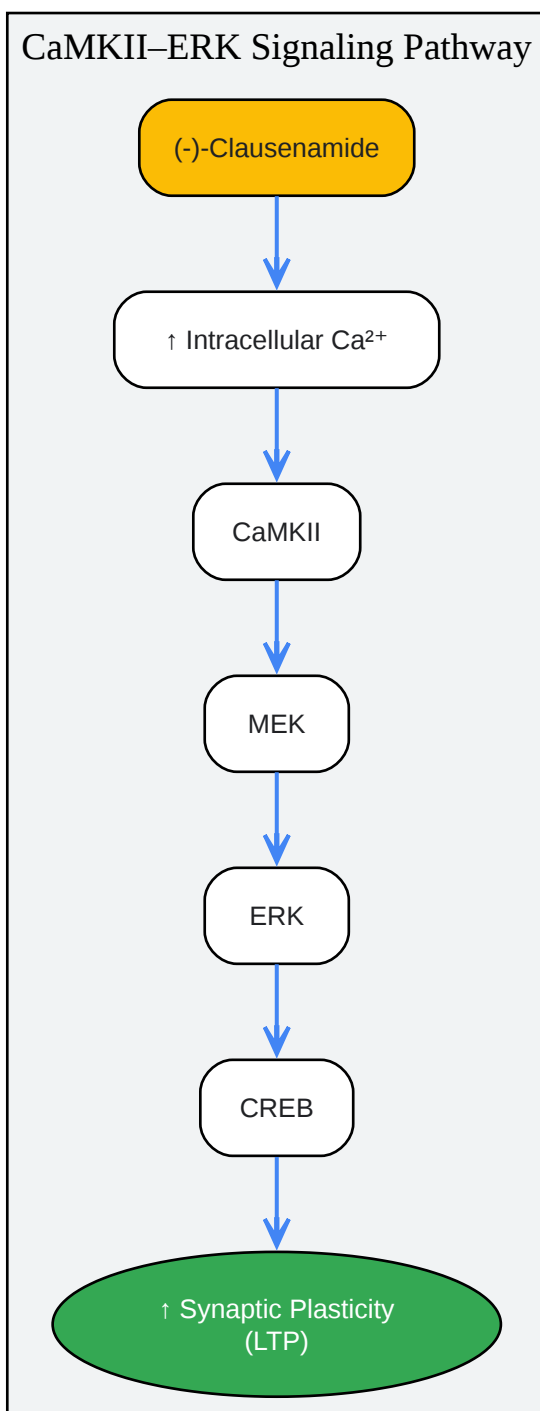 CaMKII–ERK Signaling Pathway
(-)-Clausenamide
↑ Intracellular Ca²⁺
CaMKII
MEK
ERK
CREB
↑ Synaptic Plasticity
(LTP)